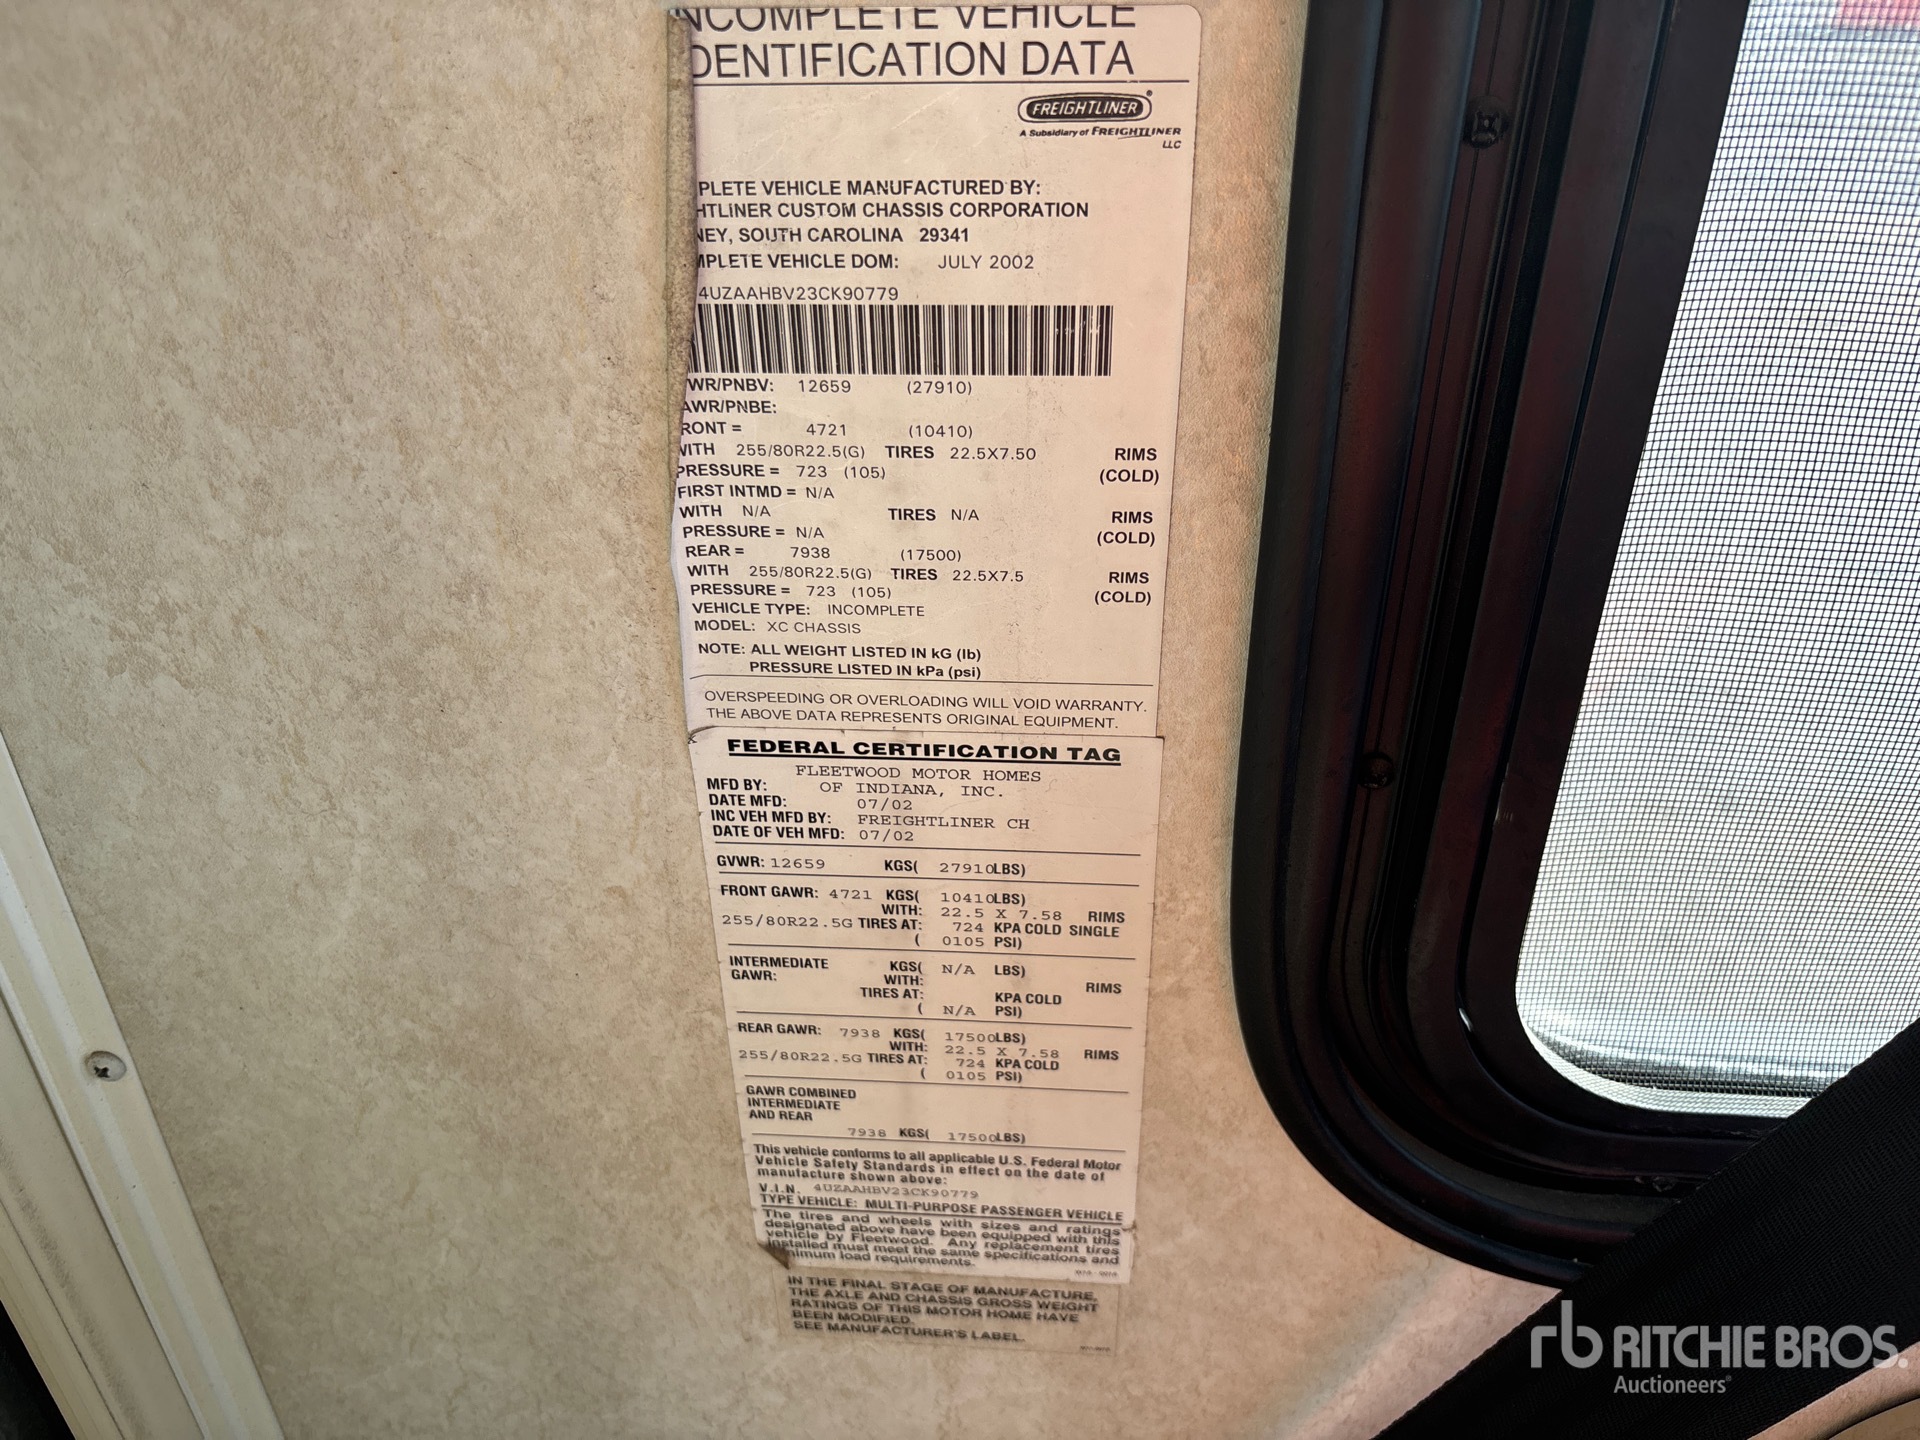 NCOMPLETE VEHICLE
DENTIFICATION DATA
FREIGHTLINER®
A Subsidiary of FREIGHTLINER
LLC
PLETE VEHICLE MANUFACTURED BY:
HTLINER CUSTOM CHASSIS CORPORATION
NEY, SOUTH CAROLINA 29341
MPLETE VEHICLE DOM: JULY 2002
4UZAAHBV23CK90779
WR/PNBV: 12659 (27910)
AWR/PNBE:
RONT = 4721 (10410)
WITH 255/80R22.5(G) TIRES 22.5X7.50 RIMS
PRESSURE = 723 (105) (COLD)
FIRST INTMD = N/A
WITH N/A TIRES N/A RIMS
PRESSURE = N/A (COLD)
REAR = 7938 (17500)
WITH 255/80R22.5(G) TIRES 22.5X7.5 RIMS
PRESSURE = 723 (105) (COLD)
VEHICLE TYPE: INCOMPLETE
MODEL: XC CHASSIS
NOTE: ALL WEIGHT LISTED IN kG (lb)
PRESSURE LISTED IN kPa (psi)
OVERSPEEDING OR OVERLOADING WILL VOID WARRANTY.
THE ABOVE DATA REPRESENTS ORIGINAL EQUIPMENT.
FEDERAL CERTIFICATION TAG
FLEETWOOD MOTOR HOMES
MFD BY: OF INDIANA, INC.
DATE MFD: 07/02
INC VEH MFD BY: FREIGHTLINER CH
DATE OF VEH MFD: 07/02
GVWR: 12659 KGS( 27910LBS)
FRONT GAWR: 4721 KGS( 10410LBS)
WITH: 22.5 X 7.58 RIMS
255/80R22.5G TIRES AT: 724 KPA COLD SINGLE
( 0105 PSI)
INTERMEDIATE KGS( N/A LBS)
GAWR: WITH: RIMS
TIRES AT: KPA COLD
( N/A PSI)
REAR GAWR: 7938 KGS( 17500LBS)
WITH: 22.5 X 7.58 RIMS
255/80R22.5G TIRES AT: 724 KPA COLD
( 0105 PSI)
GAWR COMBINED
INTERMEDIATE
AND REAR
7938 KGS( 17500LBS)
This vehicle conforms to all applicable U.S. Federal Motor
Vehicle Safety Standards in effect on the date of
manufacture shown above:
V.I.N. 4UZAAHBV23CK90779
TYPE VEHICLE: MULTI-PURPOSE PASSENGER VEHICLE
The tires and wheels with sizes and ratings
designated above have been equipped with this
vehicle by Fleetwood. Any replacement tires
installed must meet the same specifications and
nimum load requirements.
IN THE FINAL STAGE OF MANUFACTURE,
THE AXLE AND CHASSIS GROSS WEIGHT
RATINGS OF THIS MOTOR HOME HAVE
BEEN MODIFIED.
SEE MANUFACTURER'S LABEL.
rb RITCHIE BROS.
Auctioneers